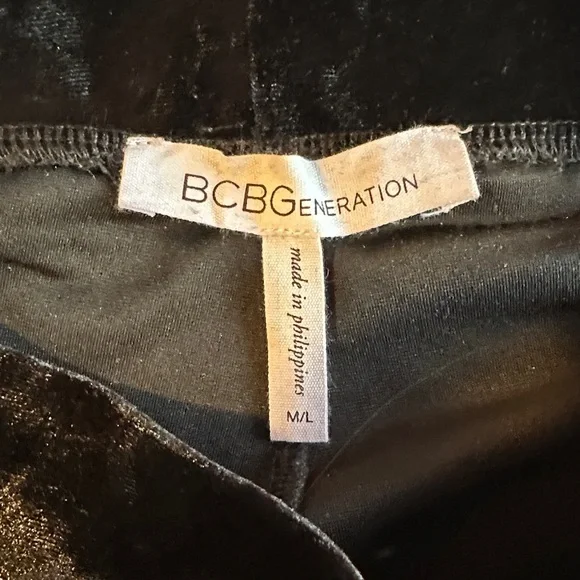 BCBGENERATION
made in philippines
M/L